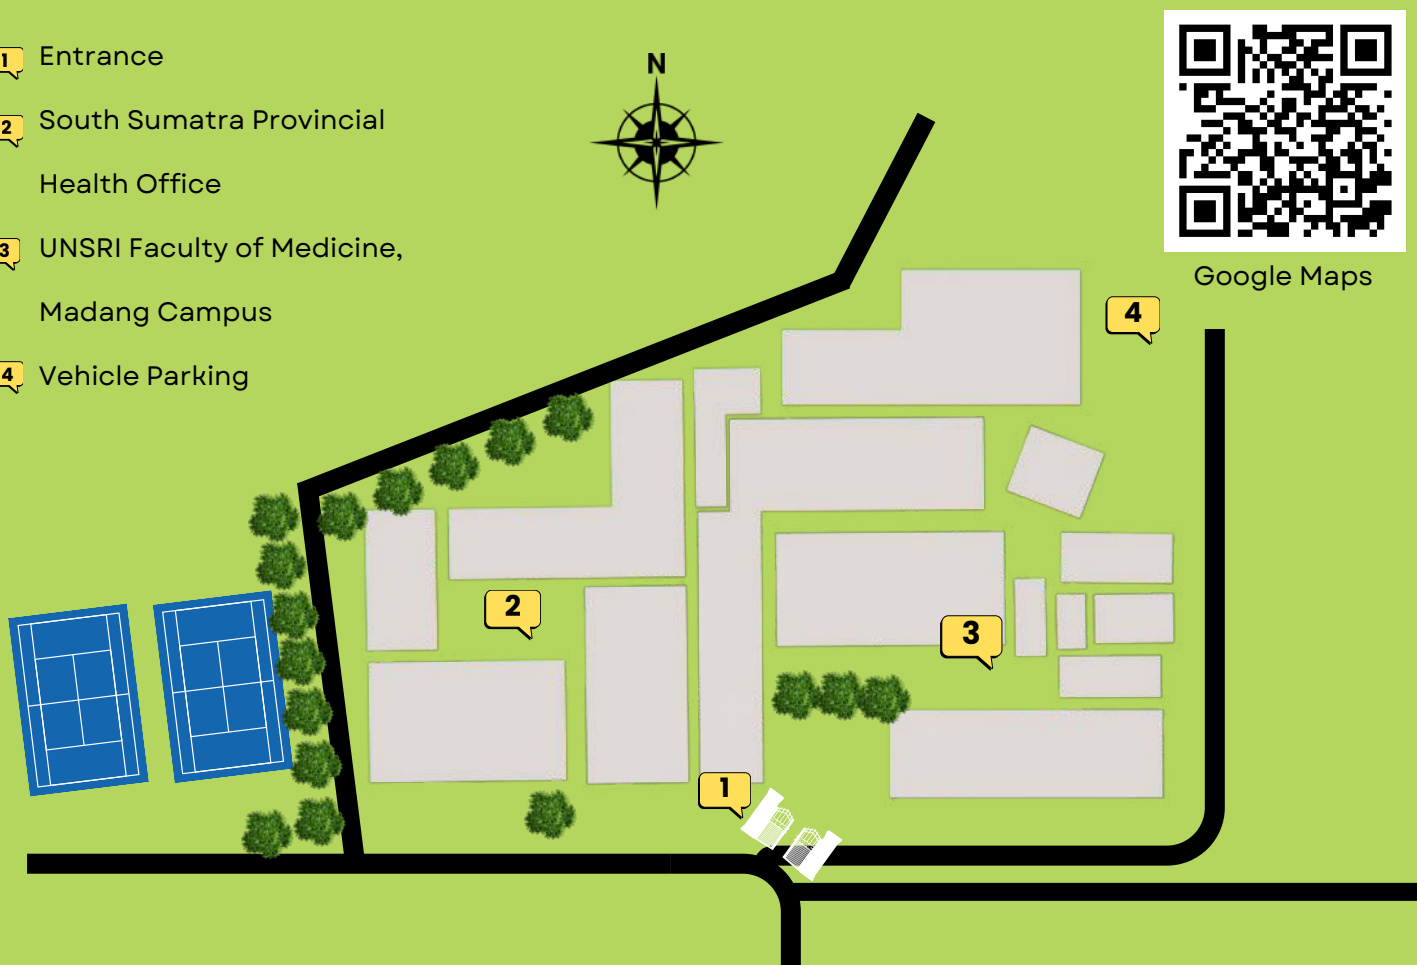 1 Entrance
2 South Sumatra Provincial
Health Office
3 UNSRI Faculty of Medicine,
Madang Campus
4 Vehicle Parking
N
Google Maps
4
2
3
1